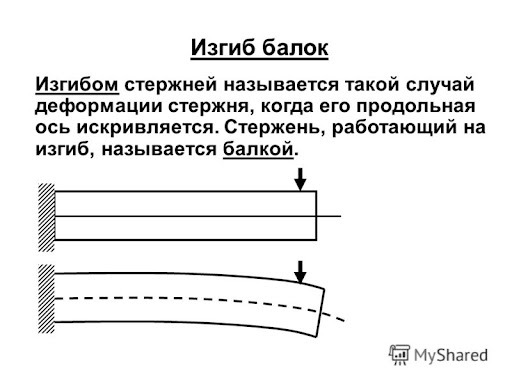 Изгиб балок
Изгибом стержней называется такой случай
деформации стержня, когда его продольная
ось искривляется. Стержень, работающий на
изгиб, называется балкой.
MyShared